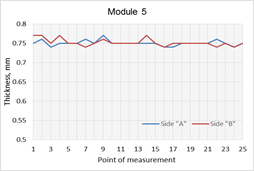 Module 5
0.8
0.75
0.7
0.65
0.6
0.55
0.5
Thickness, mm
1 3 5 7 9 11 13 15 17 19 21 23 25
Side "A" Side "B"
Point of measurement